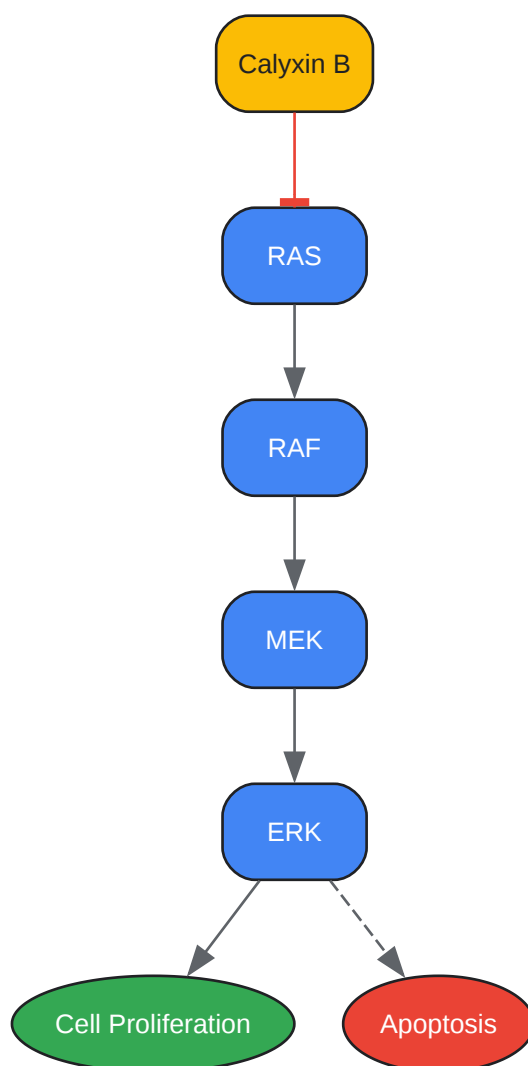 Calyxin B
RAS
RAF
MEK
ERK
Cell Proliferation
Apoptosis